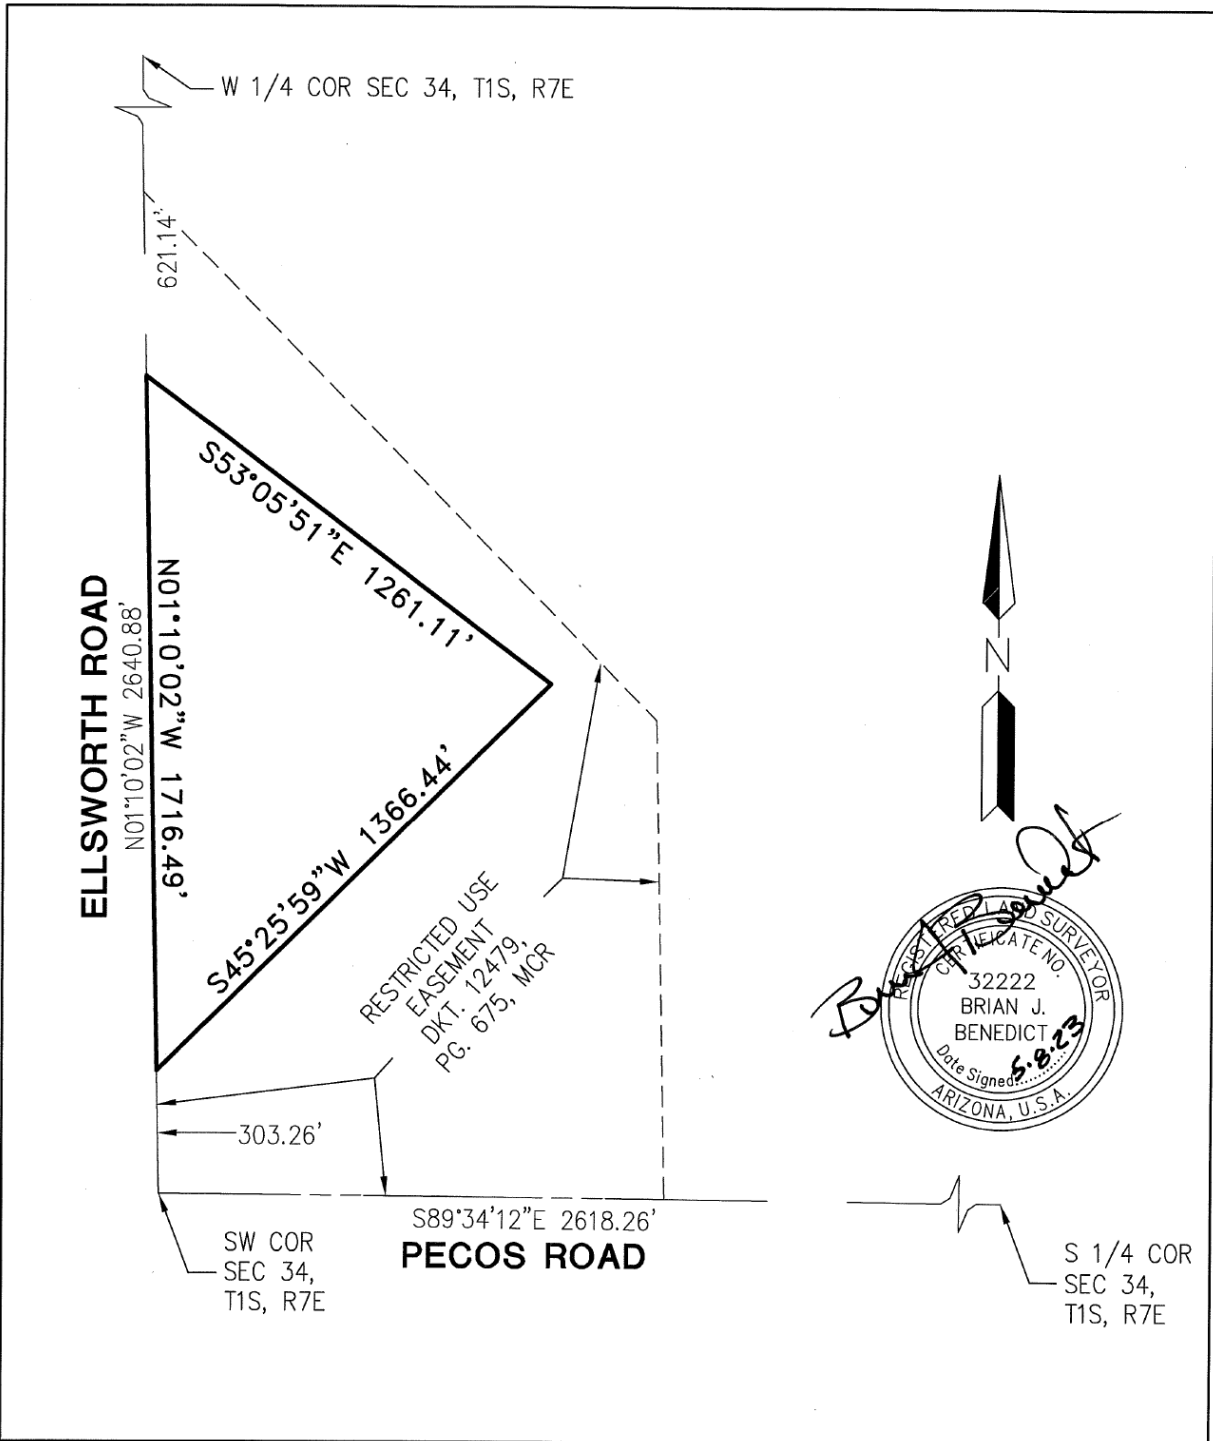 W 1/4 COR SEC 34, T1S, R7E
621.14'
S53°05'51"E 1261.11'
ELLSWORTH ROAD
N01°10'02"W 2640.88'
N01°10'02"W 1716.49'
S45°25'59"W 1366.44'
N
RESTRICTED USE
EASEMENT
DKT. 12479,
PG. 675, MCR
REGISTERED LAND SURVEYOR
CERTIFICATE NO.
32222
BRIAN J.
BENEDICT
Date Signed 5.8.23
ARIZONA, U.S.A.
303.26'
S89°34'12"E 2618.26'
PECOS ROAD
SW COR
SEC 34,
T1S, R7E
S 1/4 COR
SEC 34,
T1S, R7E